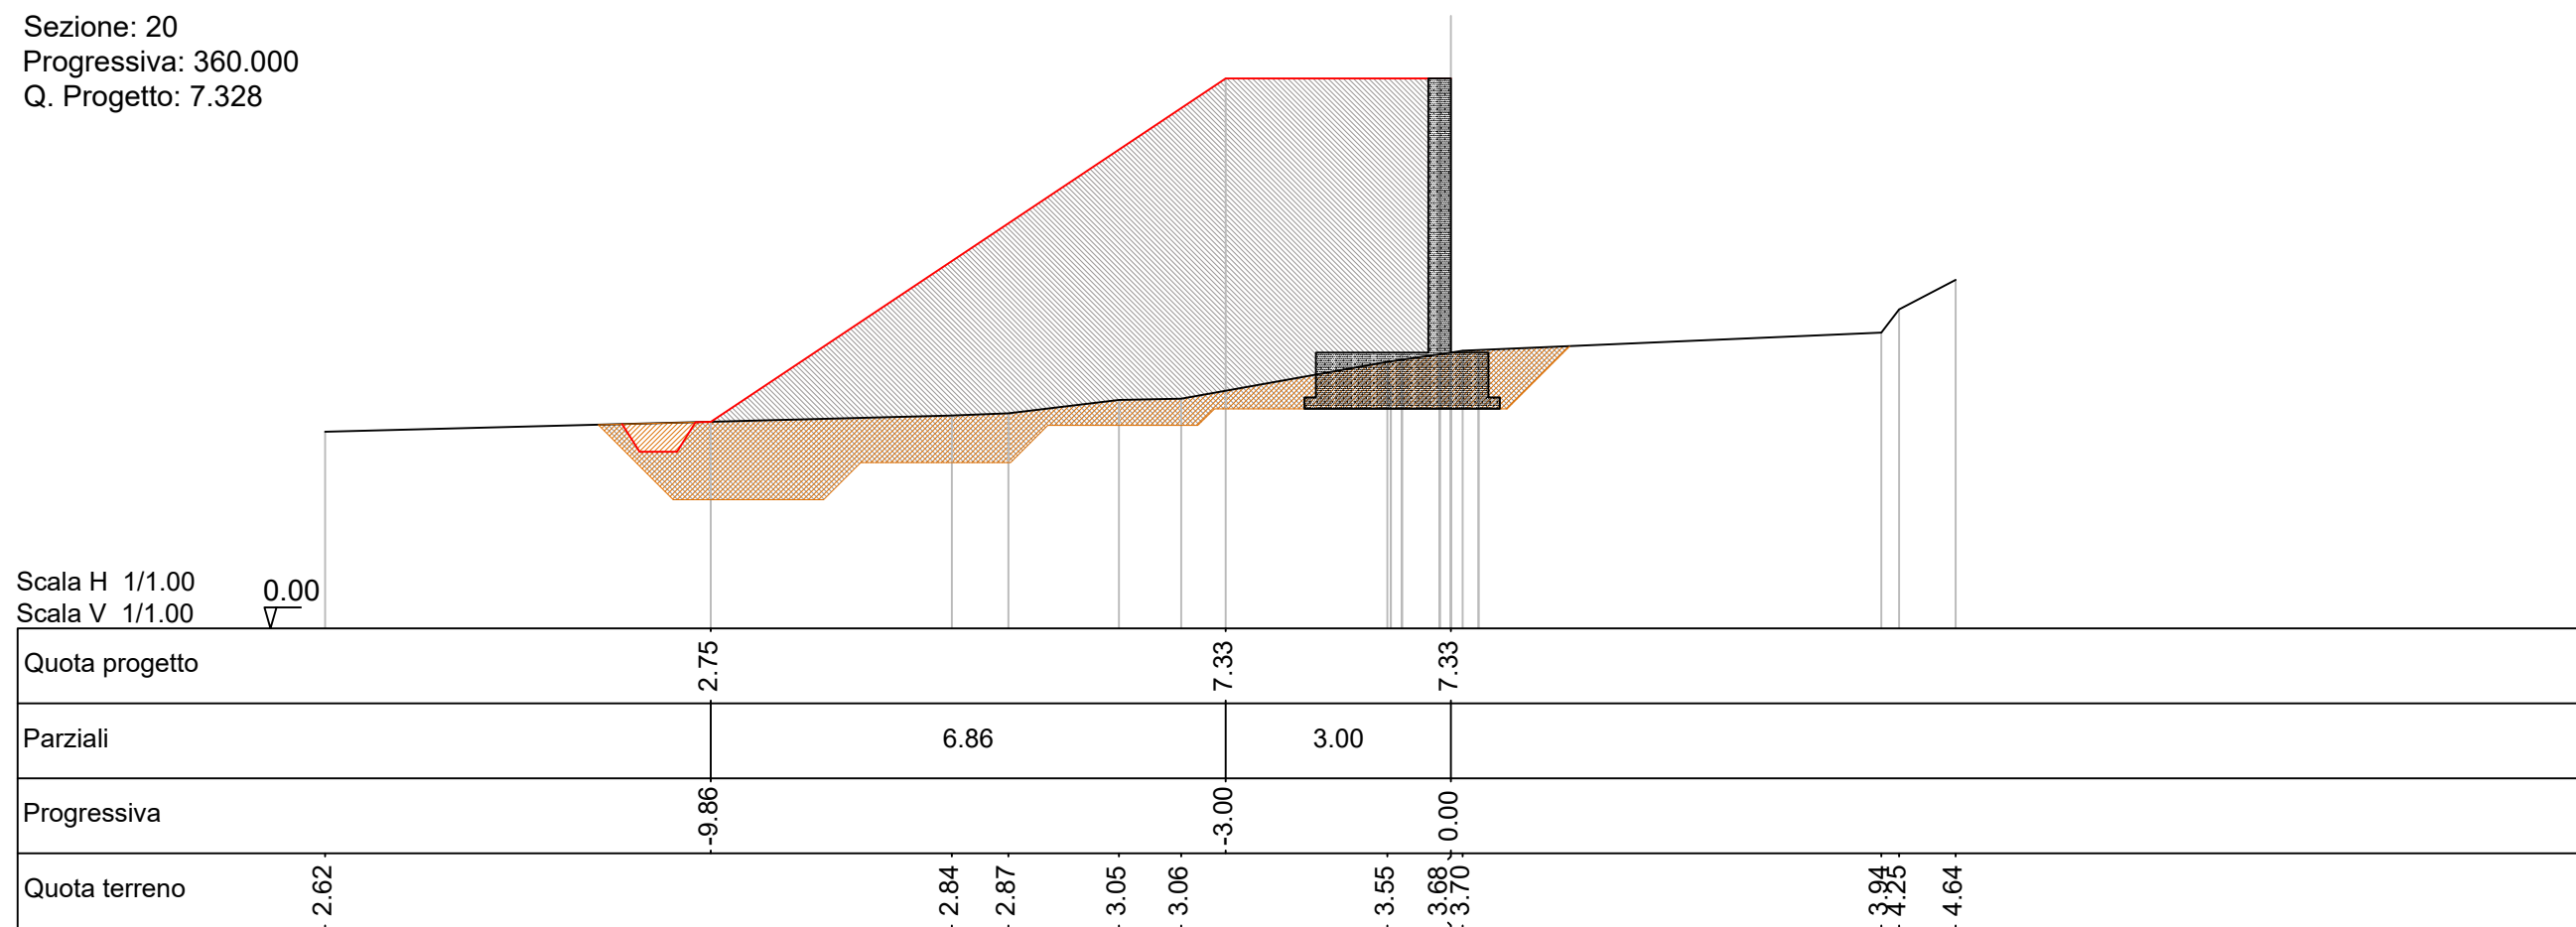 Sezione: 20
Progressiva: 360.000
Q. Progetto: 7.328
Scala H 1/1.00
Scala V 1/1.00
0.00
Quota progetto 2.75 7.33 7.33
Parziali 6.86 3.00
Progressiva -9.86 -3.00 0.00
Quota terreno 2.62 2.84 2.87 3.05 3.06 3.55 3.68 3.70 3.94 4.25 4.64